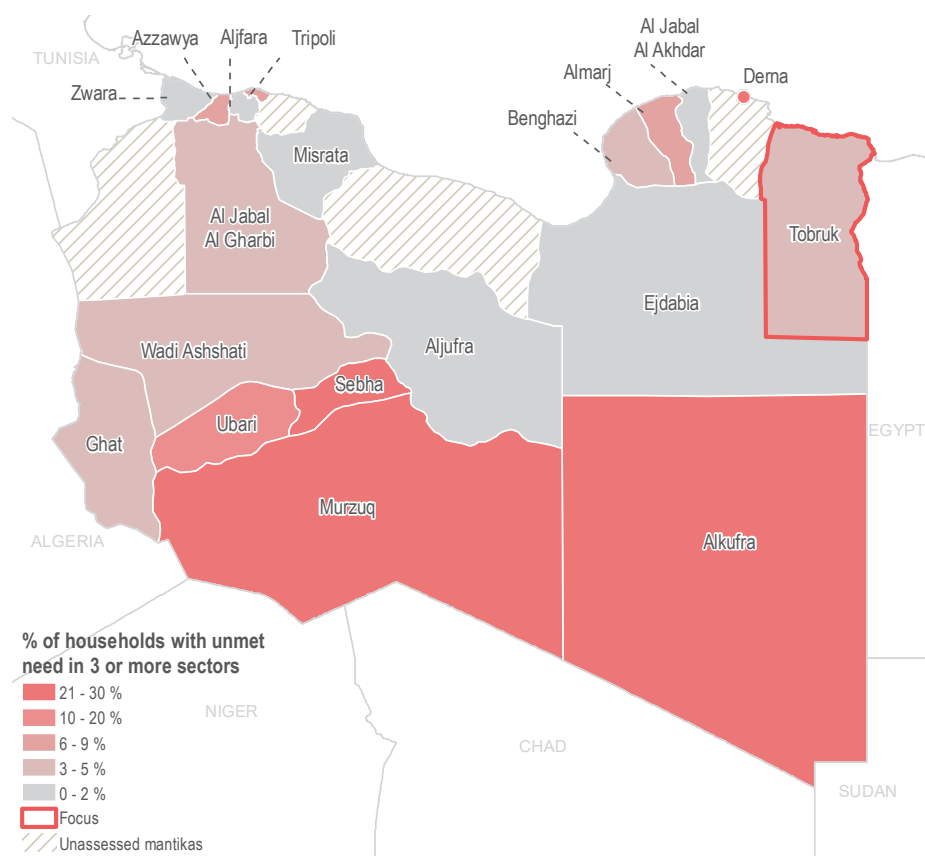 TUNISIA
Azzawya
Aljfara
Tripoli
Zwara
Al Jabal
Al Akhdar
Almarj
Derna
Benghazi
Misrata
Al Jabal
Al Gharbi
Tobruk
Ejdabia
Wadi Ashshati
Aljufra
Sebha
Ubari
Ghat
EGYPT
Murzuq
Alkufra
ALGERIA
NIGER
CHAD
SUDAN
% of households with unmet
need in 3 or more sectors
21 - 30 %
10 - 20 %
6 - 9 %
3 - 5 %
0 - 2 %
Focus
Unassessed mantikas